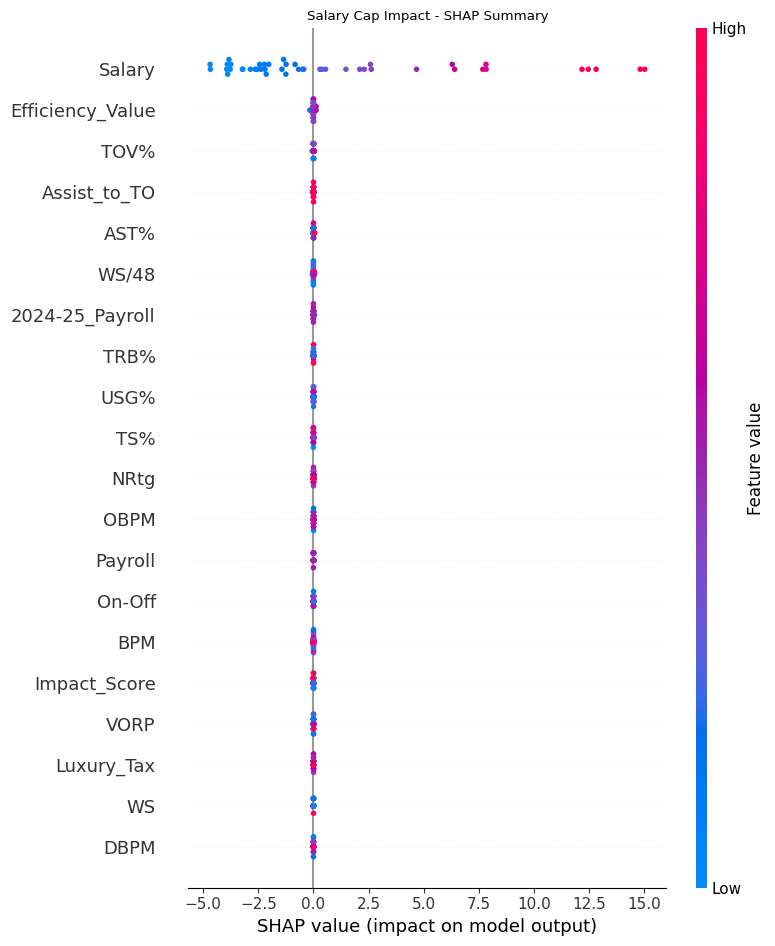 Salary Cap Impact - SHAP Summary
High
Salary
Efficiency_Value
TOV%
Assist_to_TO
AST%
WS/48
2024-25_Payroll
TRB%
USG%
TS%
NRtg
OBPM
Payroll
On-Off
BPM
Impact_Score
VORP
Luxury_Tax
WS
DBPM
Feature value
Low
−5.0 −2.5 0.0 2.5 5.0 7.5 10.0 12.5 15.0
SHAP value (impact on model output)